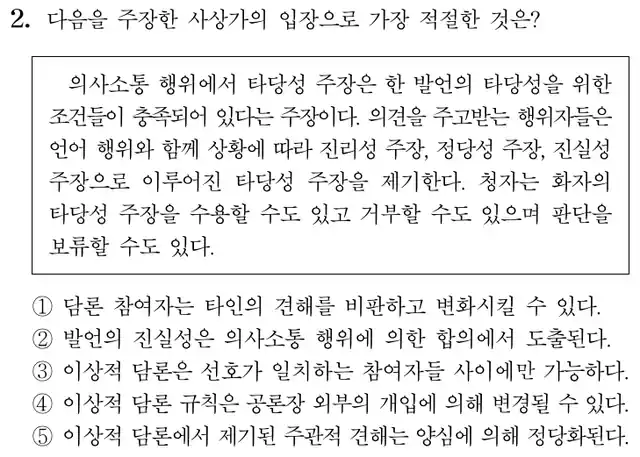 2. 다음을 주장한 사상가의 입장으로 가장 적절한 것은?
의사소통 행위에서 타당성 주장은 한 발언의 타당성을 위한
조건들이 충족되어 있다는 주장이다. 의견을 주고받는 행위자들은
언어 행위와 함께 상황에 따라 진리성 주장, 정당성 주장, 진실성
주장으로 이루어진 타당성 주장을 제기한다. 청자는 화자의
타당성 주장을 수용할 수도 있고 거부할 수도 있으며 판단을
보류할 수도 있다.
① 담론 참여자는 타인의 견해를 비판하고 변화시킬 수 있다.
② 발언의 진실성은 의사소통 행위에 의한 합의에서 도출된다.
③ 이상적 담론은 선호가 일치하는 참여자들 사이에만 가능하다.
④ 이상적 담론 규칙은 공론장 외부의 개입에 의해 변경될 수 있다.
⑤ 이상적 담론에서 제기된 주관적 견해는 양심에 의해 정당화된다.